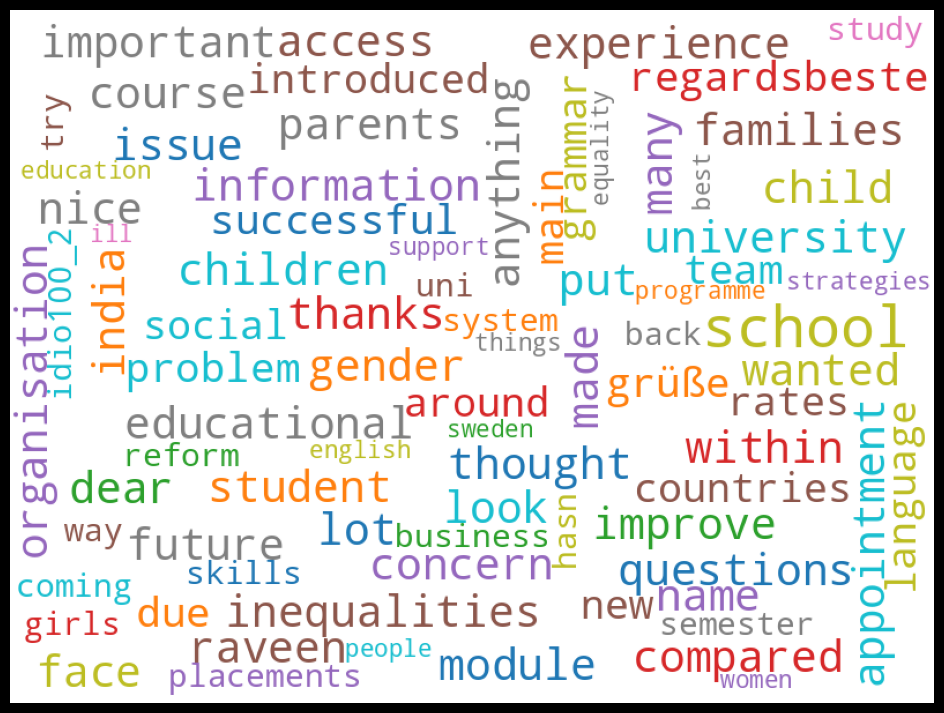 important access experience study
course introduced regardsbeste
try issue parents anything grammar equality many families
education information main best child
nice successful university
ill support
organisation idio100_2 india children uni put team strategies
programme
social thanks system things back school
problem gender made grüße wanted
around rates
educational sweden appointment language
reform english thought within
dear student look countries
way future lot business hasn improve
coming skills concern questions
girls due inequalities new name
raveen people semester
face placements module compared
women